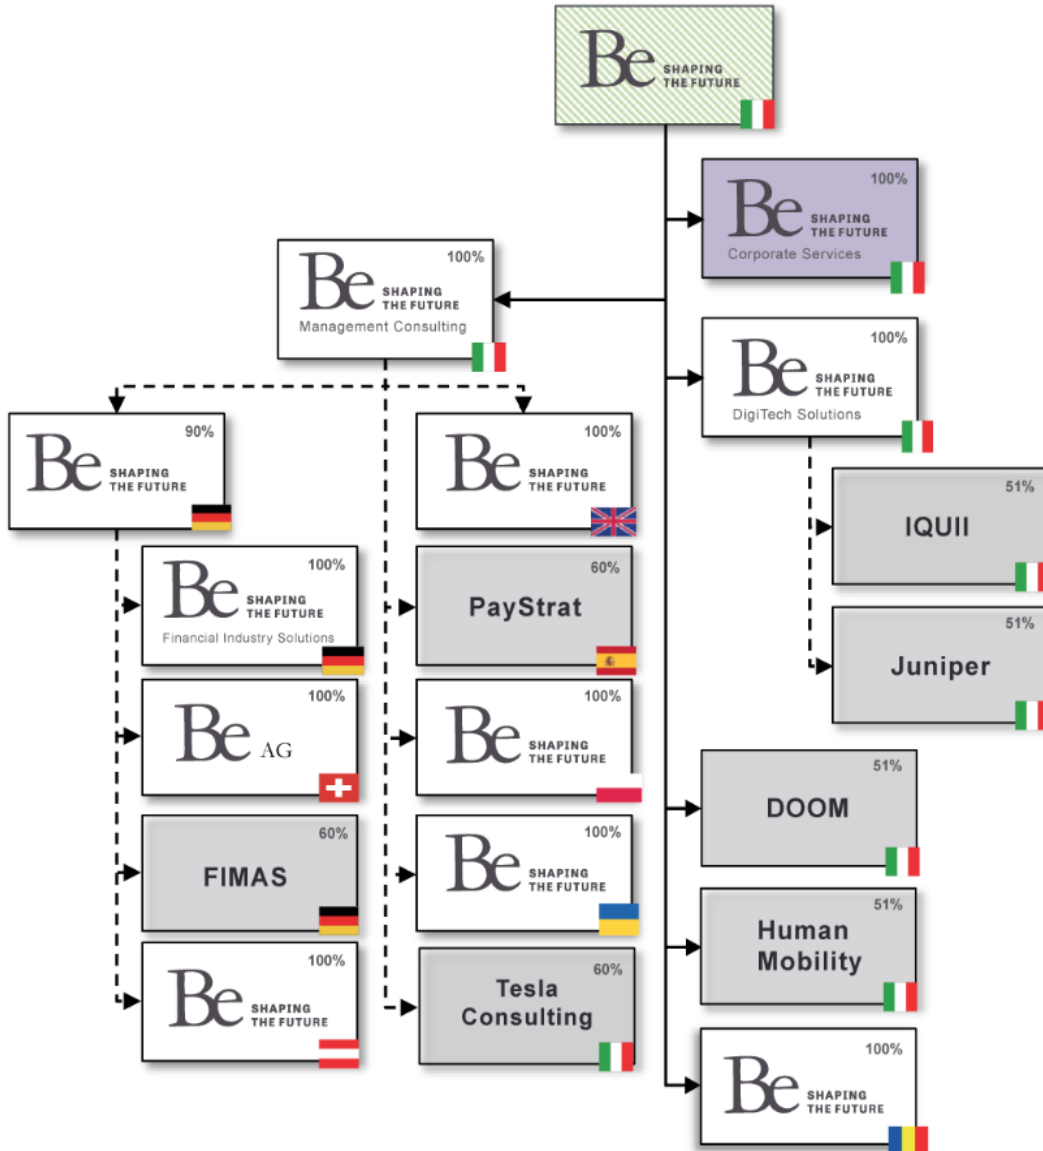 Be SHAPING
THE FUTURE
100%
Be SHAPING
THE FUTURE
Corporate Services
100%
Be SHAPING
THE FUTURE
Management Consulting
100%
Be SHAPING
THE FUTURE
DigiTech Solutions
90%
Be SHAPING
THE FUTURE
100%
Be SHAPING
THE FUTURE
51%
IQUII
100%
Be SHAPING
THE FUTURE
Financial Industry Solutions
60%
PayStrat
51%
Juniper
100%
Be AG
100%
Be SHAPING
THE FUTURE
51%
DOOM
60%
FIMAS
100%
Be SHAPING
THE FUTURE
51%
Human
Mobility
100%
Be SHAPING
THE FUTURE
60%
Tesla
Consulting
100%
Be SHAPING
THE FUTURE